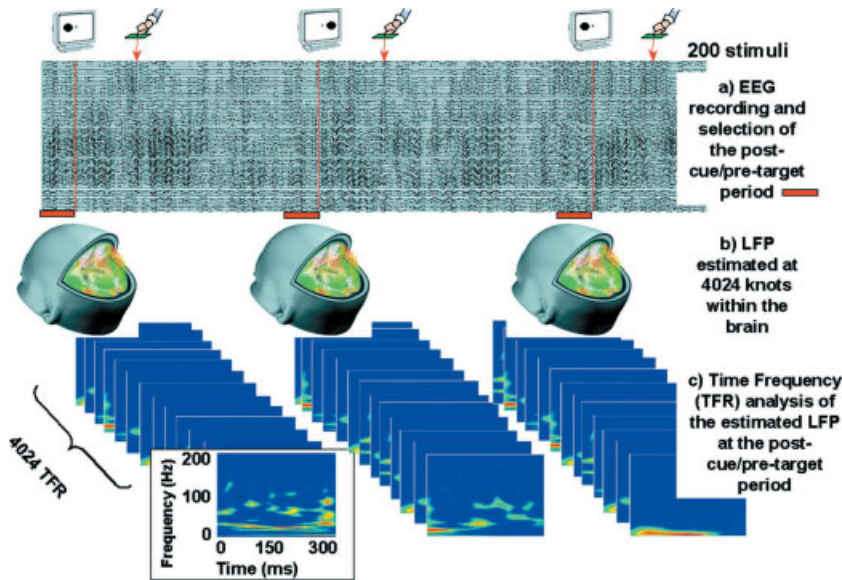 200 stimuli
a) EEG
recording and
selection of
the post-
cue/pre-target
period
b) LFP
estimated at
4024 knots
within the
brain
c) Time Frequency
(TFR) analysis of
the estimated LFP
at the post-
cue/pre-target
period
4024 TFR
Frequency (Hz)
200
100
0
0 150 300
Time (ms)